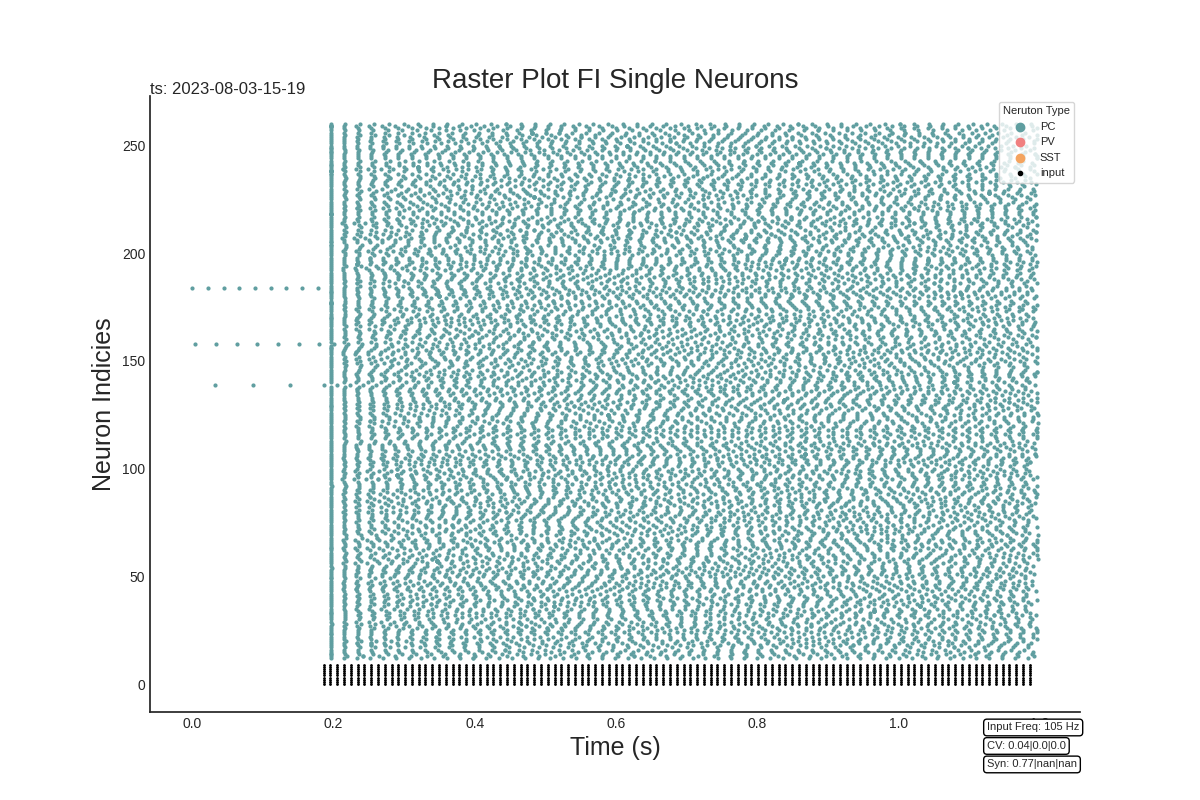 Raster Plot FI Single Neurons
ts: 2023-08-03-15-19
Neruton Type
PC
PV
SST
input
Neuron Indicies
250
200
150
100
50
0
0.0 0.2 0.4 0.6 0.8 1.0
Time (s)
Input Freq: 105 Hz
CV: 0.04|0.0|0.0
Syn: 0.77|nan|nan